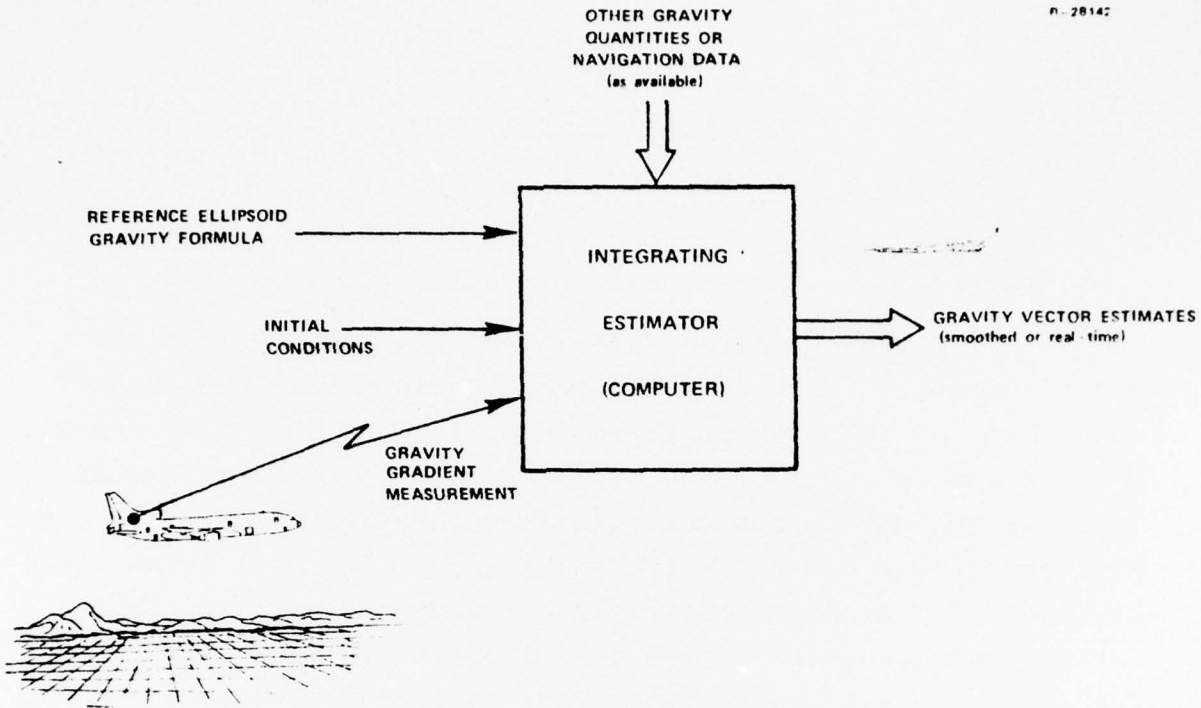 R-28142
OTHER GRAVITY
QUANTITIES OR
NAVIGATION DATA
(as available)
REFERENCE ELLIPSOID
GRAVITY FORMULA
INITIAL
CONDITIONS
GRAVITY
GRADIENT
MEASUREMENT
INTEGRATING
ESTIMATOR
(COMPUTER)
GRAVITY VECTOR ESTIMATES
(smoothed or real-time)